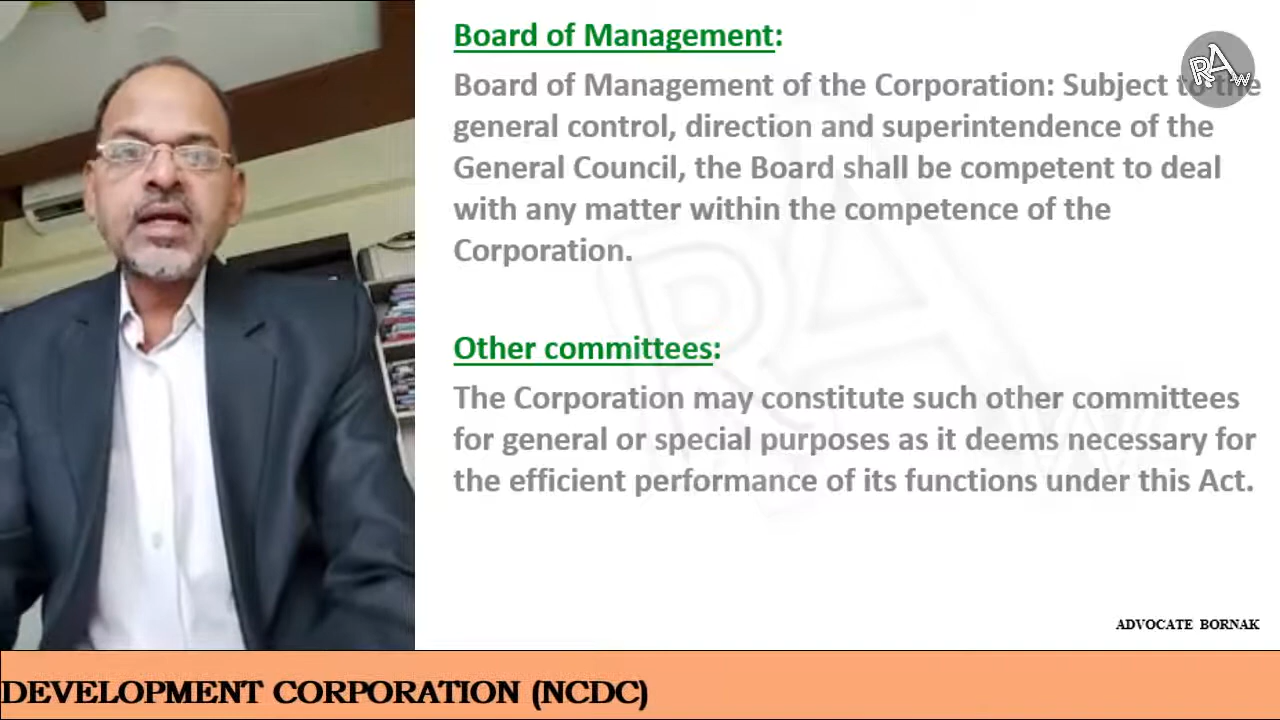 Board of Management:
Board of Management of the Corporation: Subject to the
general control, direction and superintendence of the
General Council, the Board shall be competent to deal
with any matter within the competence of the
Corporation.
Other committees:
The Corporation may constitute such other committees
for general or special purposes as it deems necessary for
the efficient performance of its functions under this Act.
ADVOCATE BORNAK
DEVELOPMENT CORPORATION (NCDC)
RAW